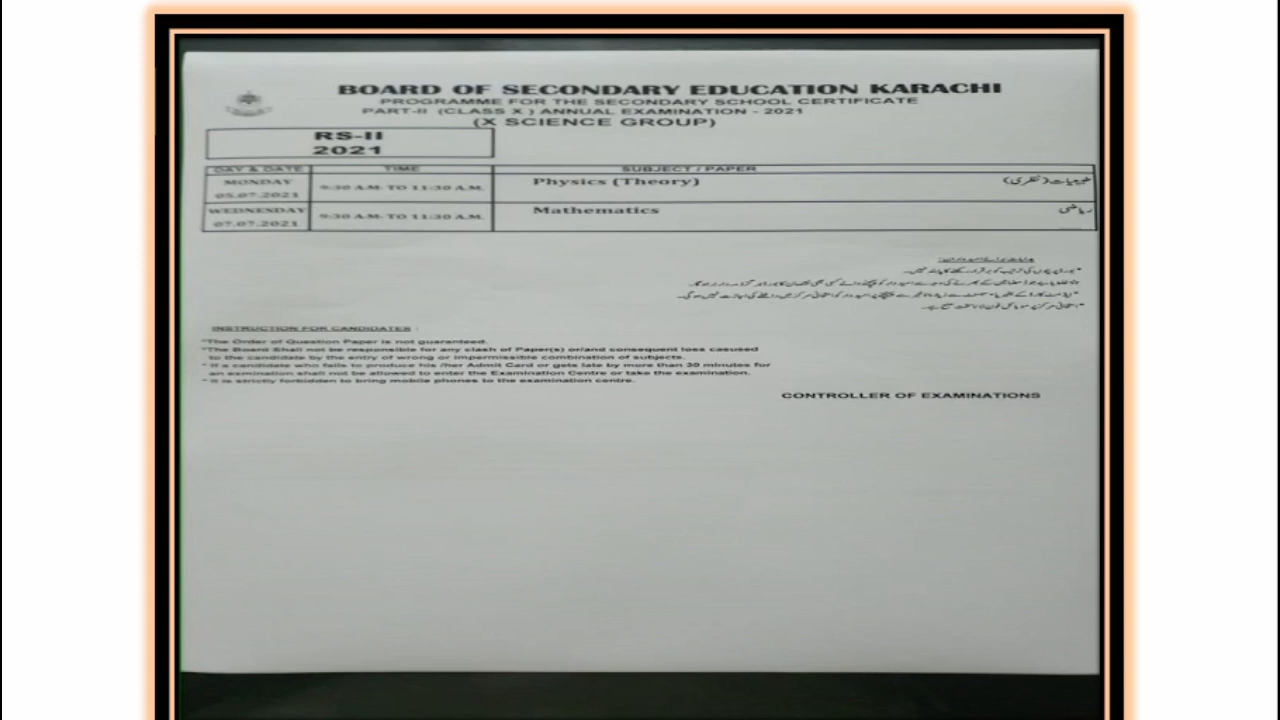 BOARD OF SECONDARY EDUCATION KARACHI
PROGRAMME FOR THE SECONDARY SCHOOL CERTIFICATE
PART-II (CLASS X ) ANNUAL EXAMINATION - 2021
(X SCIENCE GROUP)
RS-II
2021
DAY & DATE TIME SUBJECT / PAPER
MONDAY
05.07.2021 9:30 A.M. TO 11:30 A.M. Physics (Theory) طبیعیات (نظری)
WEDNESDAY
07.07.2021 9:30 A.M. TO 11:30 A.M. Mathematics ریاضی
INSTRUCTION FOR CANDIDATES :
*The Order of Question Paper is not guaranteed.
*The Board Shall not be responsible for any clash of Paper(s) or/and consequent loss casused
to the candidate by the entry of wrong or impermissible combination of subjects.
* If a candidate who fails to produce his /her Admit Card or gets late by more than 30 minutes for
an examination shall not be allowed to enter the Examination Centre or take the examination.
* It is strictly forbidden to bring mobile phones to the examination centre.
CONTROLLER OF EXAMINATIONS